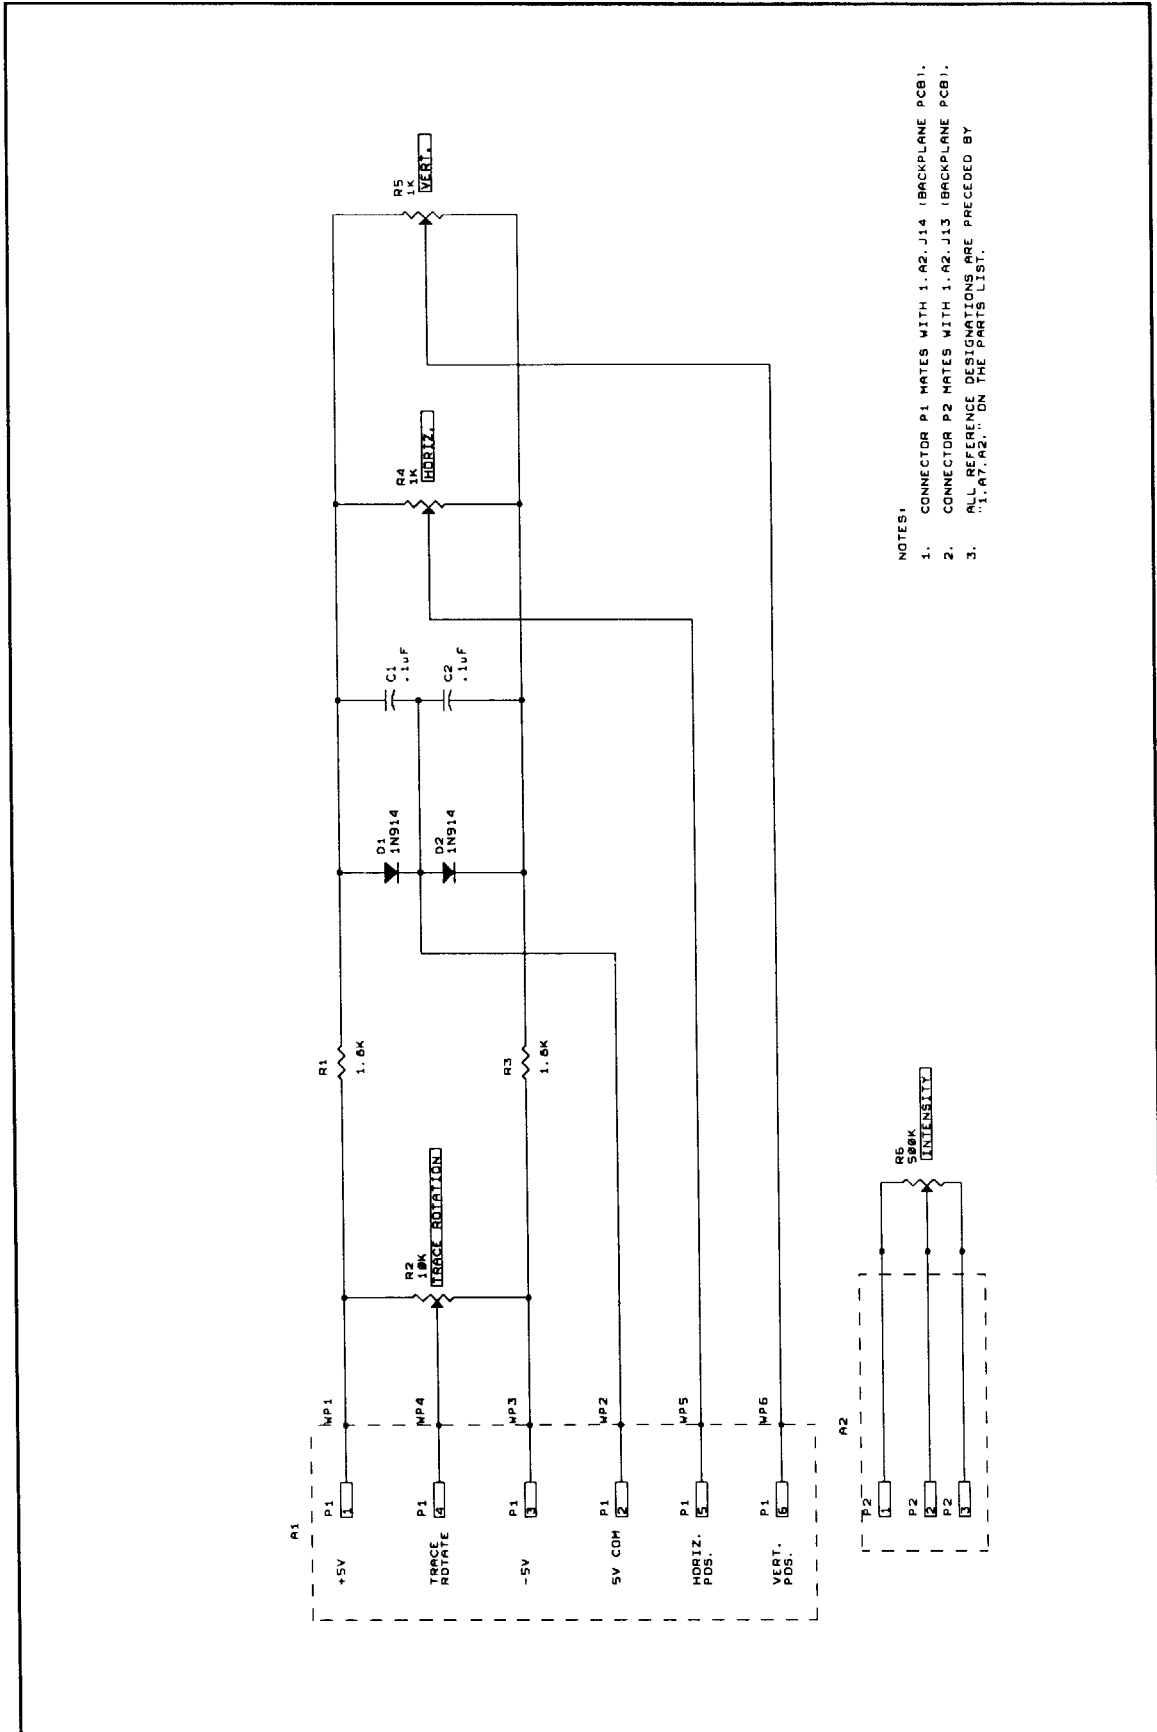 A1
+5V
P1
1
WP1
TRACE
ROTATE
P1
4
WP4
-5V
P1
3
WP3
5V COM
P1
2
WP2
HORIZ.
POS.
P1
5
WP5
VERT.
POS.
P1
6
WP6
R2
10K
TRACE ROTATION
R1
R3
D1
1N914
D2
1N914
C1
.1uF
C2
.1uF
R4
1K
HORIZ.
R5
1K
VERT.
A2
P2
1
P2
2
P2
3
R6
500K
INTENSITY
NOTES:
1. CONNECTOR P1 MATES WITH 1.A2.J14 (BACKPLANE PCB).
2. CONNECTOR P2 MATES WITH 1.A2.J13 (BACKPLANE PCB).
3. ALL REFERENCE DESIGNATIONS ARE PRECEDED BY
"1.A7.A2." ON THE PARTS LIST.